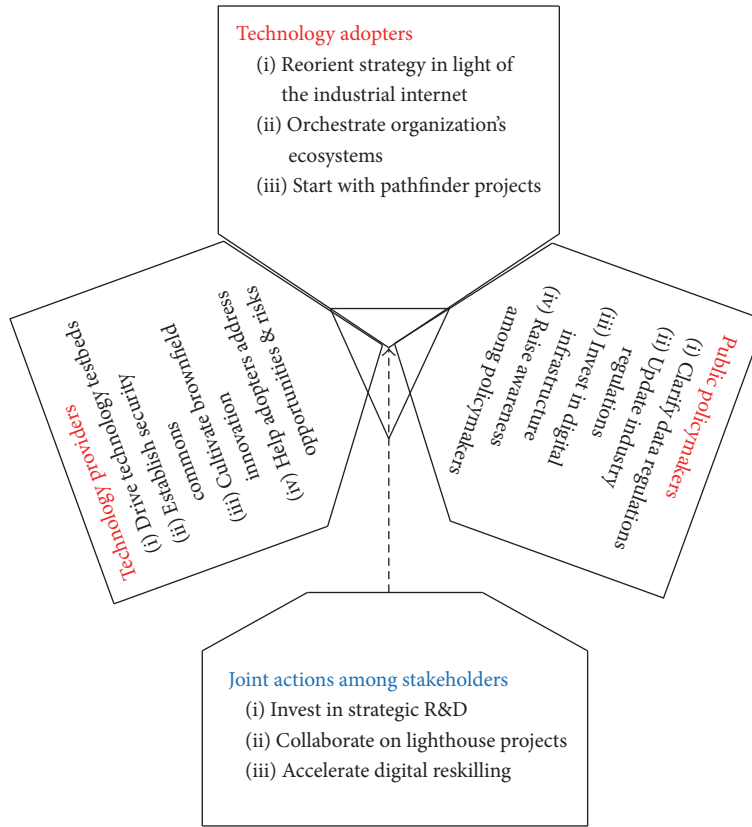 Technology adopters
(i) Reorient strategy in light of
the industrial internet
(ii) Orchestrate organization's
ecosystems
(iii) Start with pathfinder projects
Technology providers
(i) Drive technology testbeds
(ii) Establish security
commons
(iii) Cultivate brownfield
innovation
(iv) Help adopters address
opportunities & risks
Public policymakers
(i) Clarify data regulations
(ii) Update industry
regulations
(iii) Invest in digital
infrastructure
(iv) Raise awareness
among policymakers
Joint actions among stakeholders
(i) Invest in strategic R&D
(ii) Collaborate on lighthouse projects
(iii) Accelerate digital reskilling